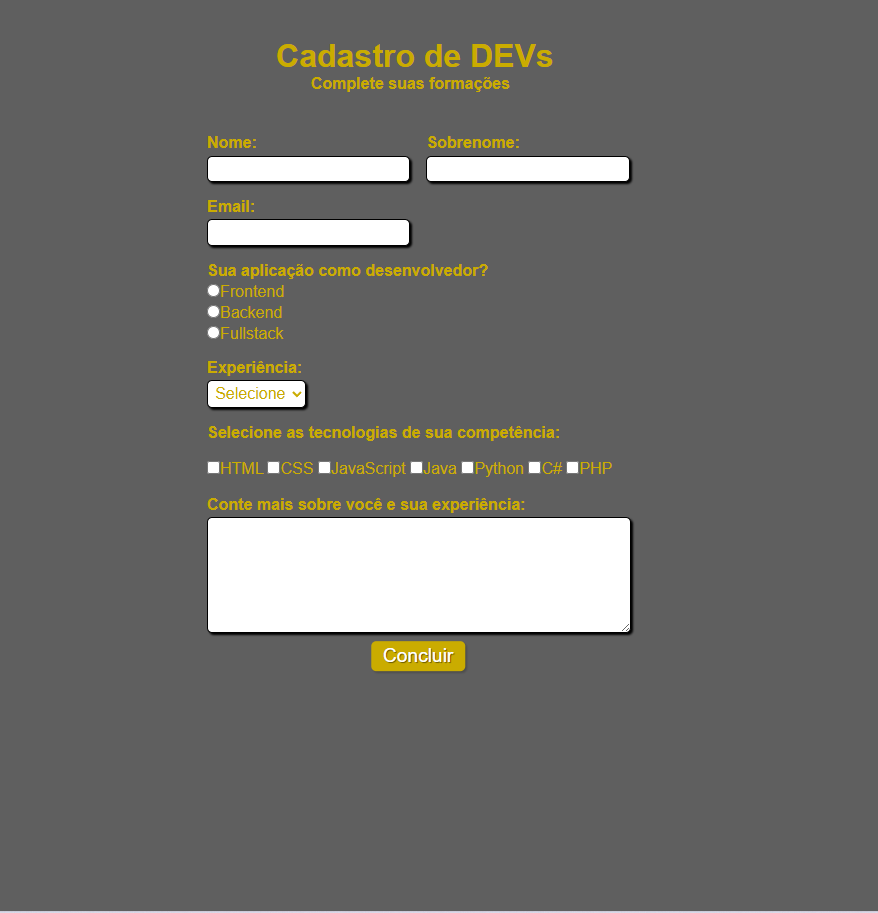 Cadastro de DEVs
Complete suas formações
Nome: Sobrenome:
Email:
Sua aplicação como desenvolvedor?
Frontend
Backend
Fullstack
Experiência:
Selecione
Selecione as tecnologias de sua competência:
HTML CSS JavaScript Java Python C# PHP
Conte mais sobre você e sua experiência:
Concluir